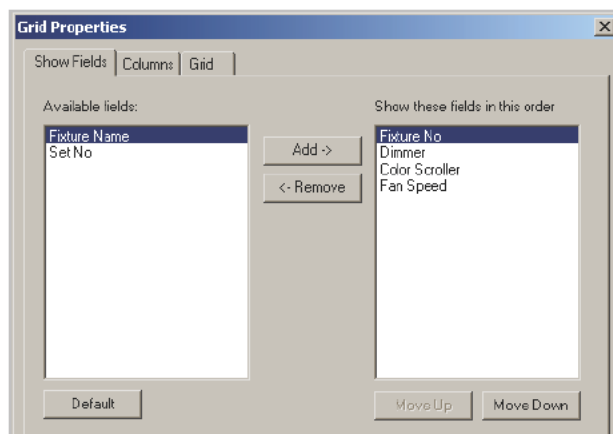 Grid Properties
Show Fields Columns Grid
Available fields:
Fixture Name
Set No
Add ->
<- Remove
Show these fields in this order
Fixture No
Dimmer
Color Scroller
Fan Speed
Default
Move Up
Move Down